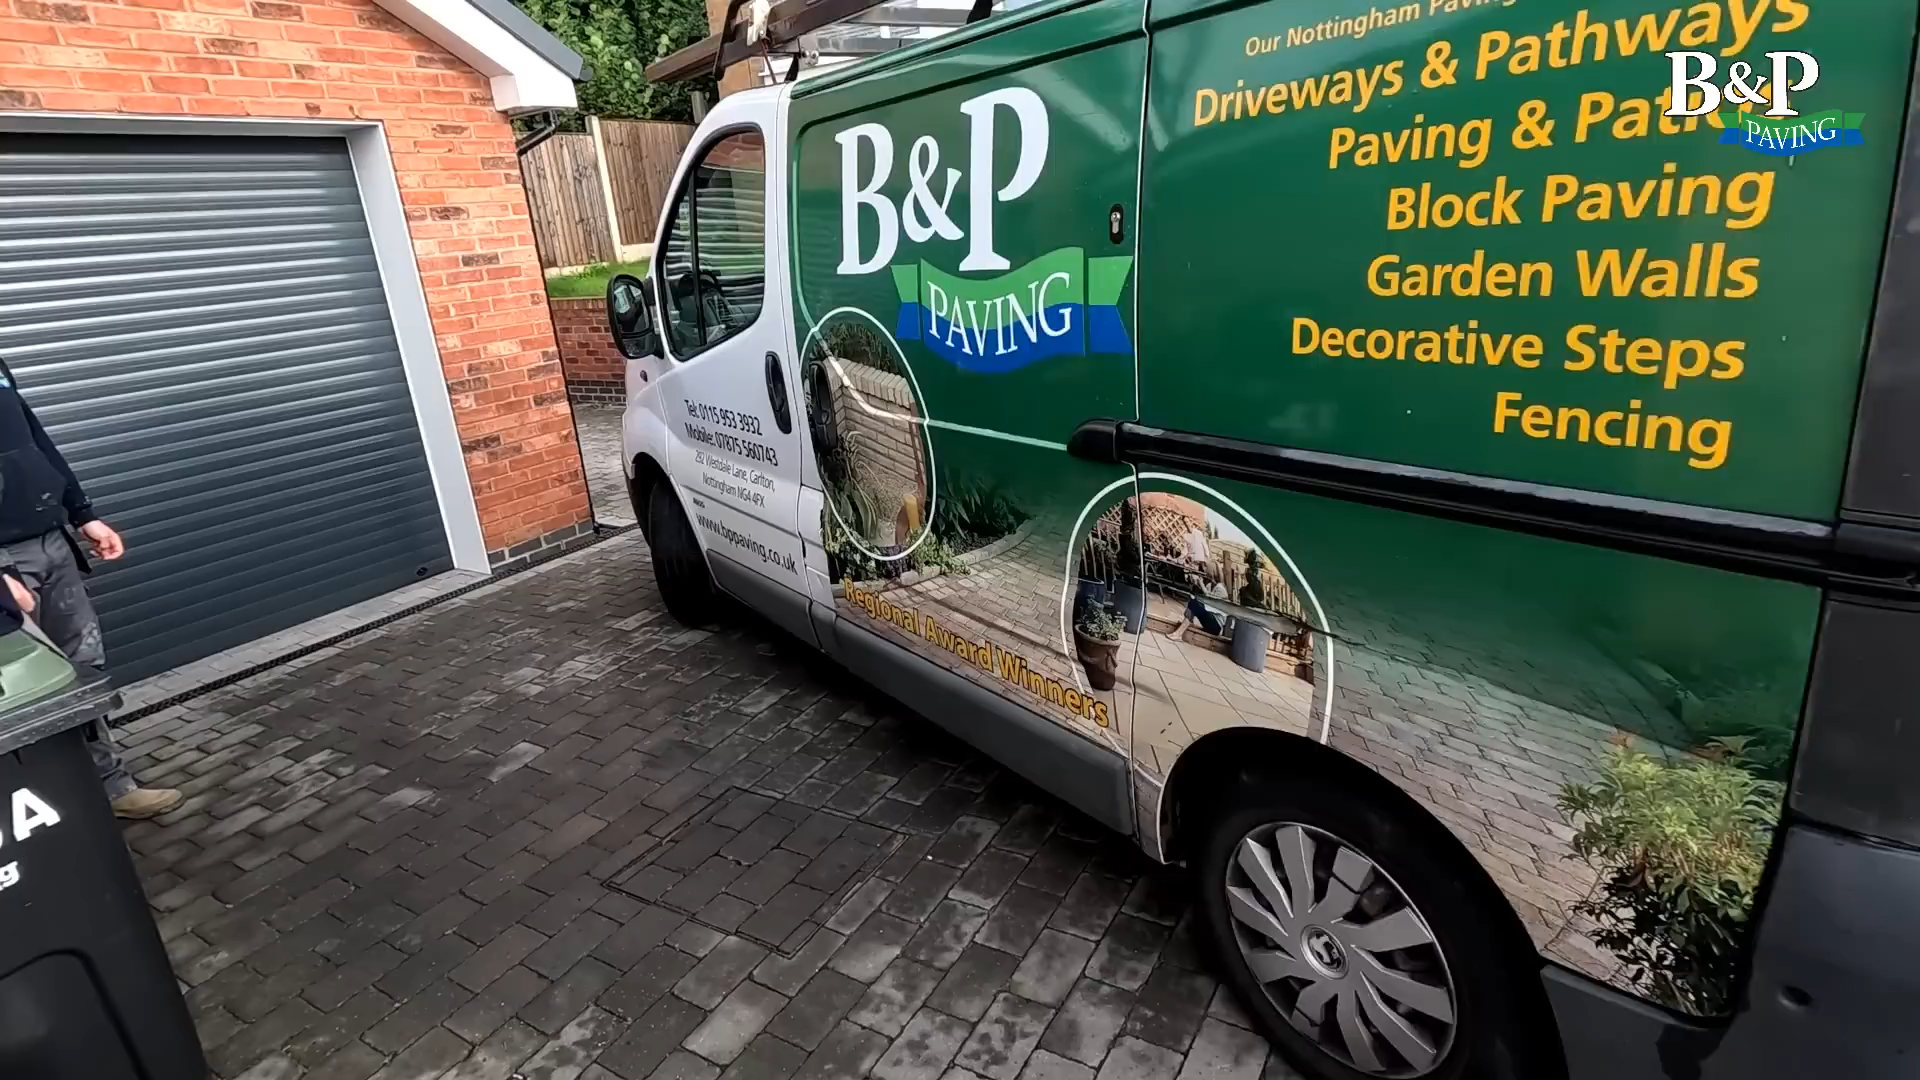 Our Nottingham Paving
Driveways & Pathways
Paving & Patios
Block Paving
Garden Walls
Decorative Steps
Fencing
B&P
PAVING
B&P
PAVING
Tel: 0115 953 3932
Mobile: 07875 560743
292 Westdale Lane, Carlton,
Nottingham NG4 4FX
www.bppaving.co.uk
Regional Award Winners
A
g